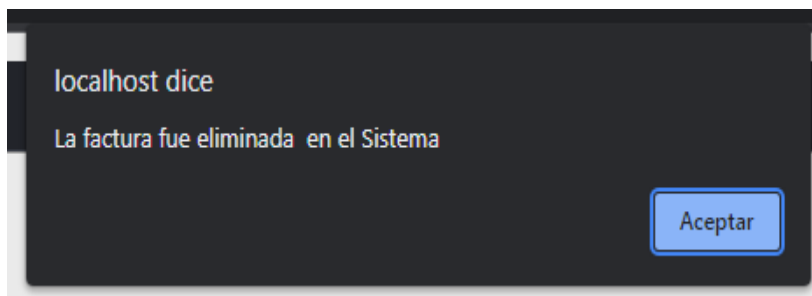 localhost dice
La factura fue eliminada  en el Sistema
Aceptar